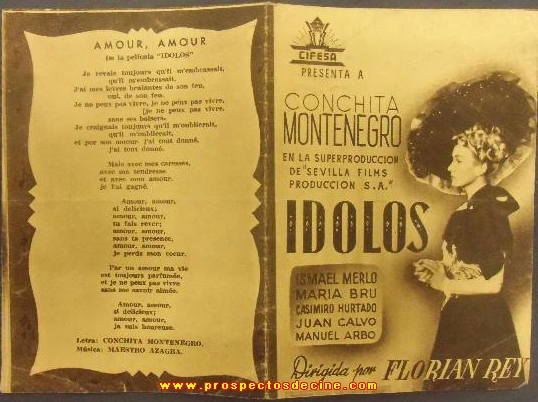 AMOUR, AMOUR
De la película "IDOLOS"
Je revais toujours qu'il m'embrassait,
qu'il m'embrassait.
J'ai mes levres brulantes de son feu,
oui, de son feu.
Je ne peux pas vivre, je ne peux pas vivre,
[je ne peux pas vivre,
sans ses baisers.
Je craignais toujours qu'il m'oublierait,
qu'il m'oublierait,
et por son amour j'ai tout donné,
j'ai tout donné.
Mais avec mes caresses,
avec ma tendresse
et avec mon amour,
je l'ai gagné.
Amour, amour,
si delicieux;
amour, amour,
tu fais rever;
amour, amour,
sans ta presence,
amour, amour,
je perds mon coeur.
Par un amour ma vie
est toujours parfumée,
et je ne peux pas vivre
sans me savoir aimée.
Amour, amour,
si delicieux;
amour, amour,
je suis heureuse.
Letra: CONCHITA MONTENEGRO.
Música: MAESTRO AZAGRA.
CIFESA
PRESENTA A
CONCHITA
MONTENEGRO
EN LA SUPERPRODUCCION
DE "SEVILLA FILMS
PRODUCCION S.A."
IDOLOS
ISMAEL MERLO
MARIA BRU
CASIMIRO HURTADO
JUAN CALVO
MANUEL ARBO
Dirigida por FLORIAN REY
www.prospectosdecine.com